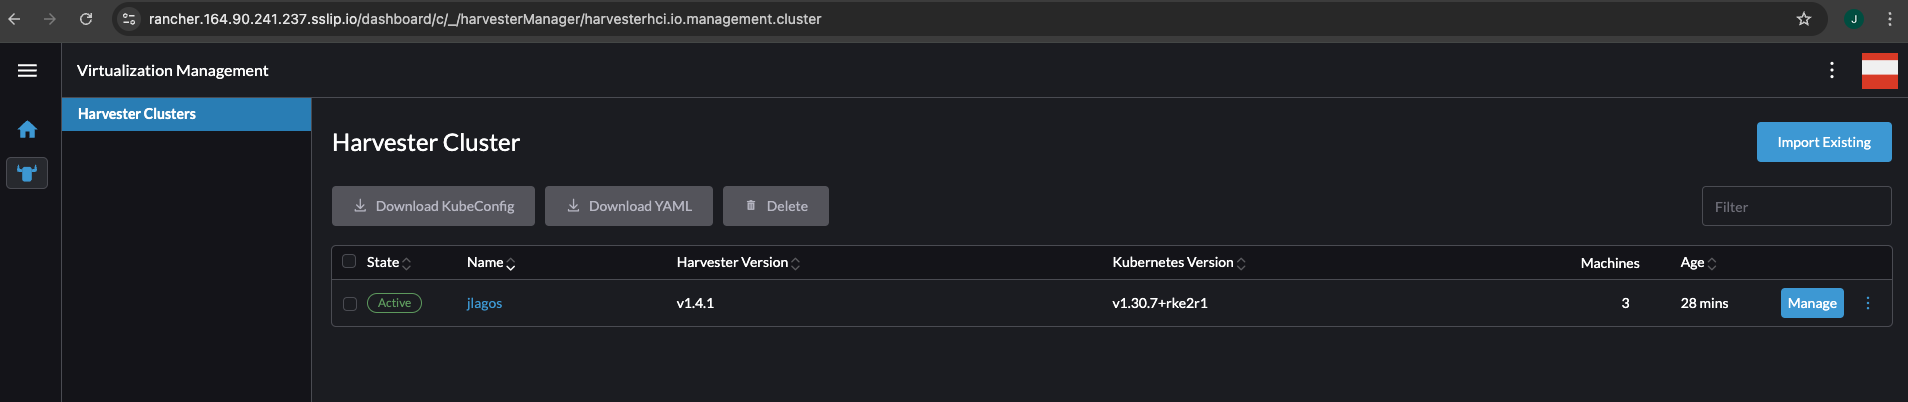 rancher.164.90.241.237.sslip.io/dashboard/c/_/harvesterManager/harvesterhci.io.management.cluster
J
Virtualization Management
Harvester Clusters
Harvester Cluster
Import Existing
Download KubeConfig
Download YAML
Delete
Filter
State Name Harvester Version Kubernetes Version Machines Age
Active jlagos v1.4.1 v1.30.7+rke2r1 3 28 mins Manage